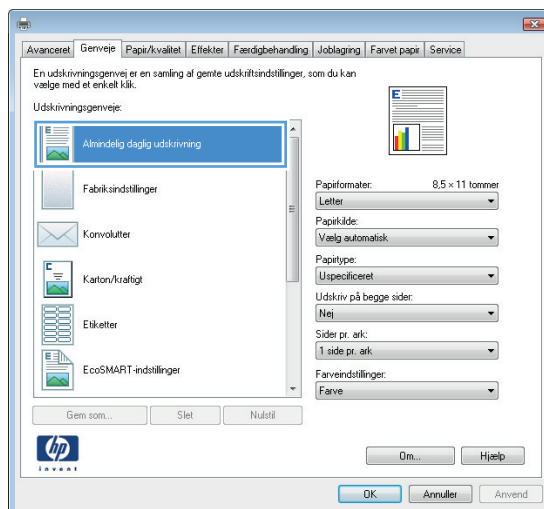 Avanceret Genveje Papir/kvalitet Effekter Færdigbehandling Joblagring Farvet papir Service
En udskrivningsgenvej er en samling af gemte udskriftsindstillinger, som du kan
vælge med et enkelt klik.
Udskrivningsgenveje:
Almindelig daglig udskrivning
Fabriksindstillinger
Konvolutter
Karton/kraftigt
Etiketter
EcoSMART-indstillinger
Gem som... Slet Nulstil
E
Papirformater: 8,5 × 11 tommer
Letter
Papirkilde:
Vælg automatisk
Papirtype:
Uspecificeret
Udskriv på begge sider:
Nej
Sider pr. ark:
1 side pr. ark
Farveindstillinger:
Farve
hp
invent
Om... Hjælp
OK Annuller Anvend